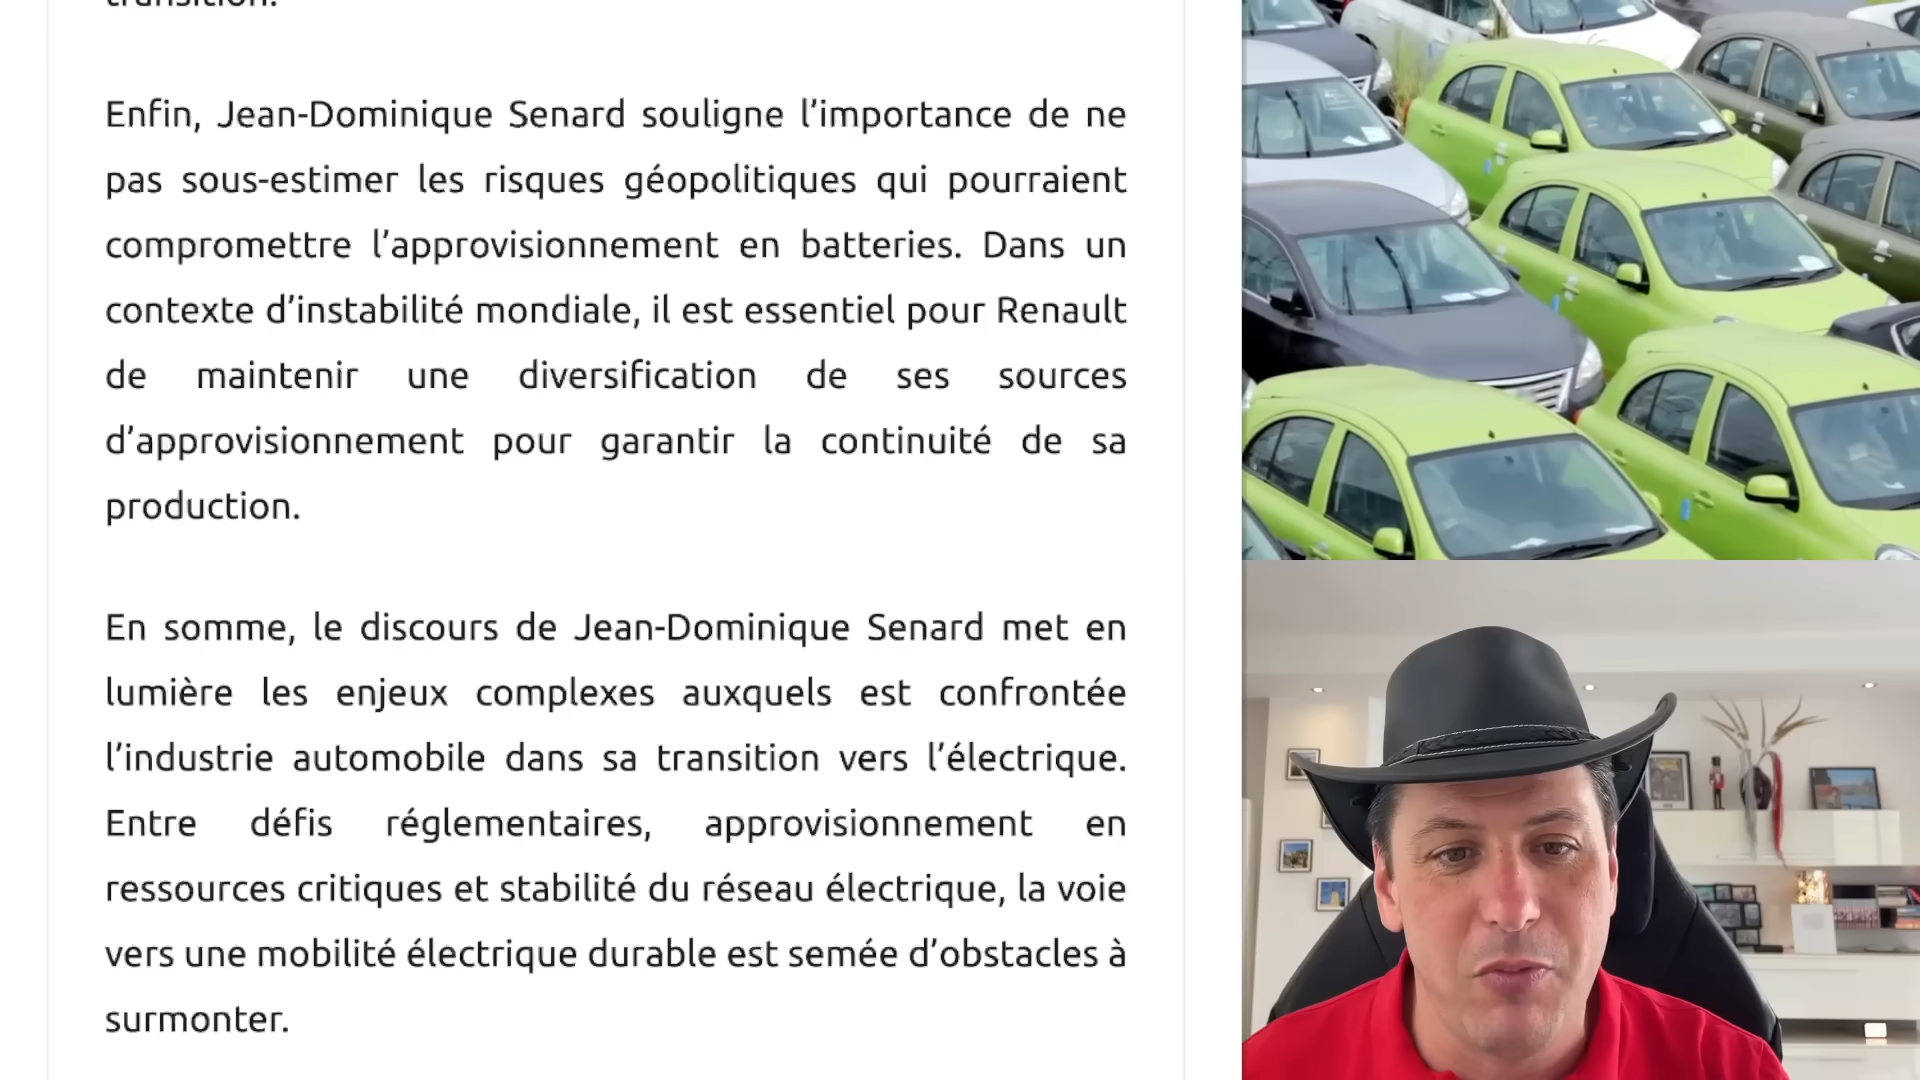 transition.
Enfin, Jean-Dominique Senard souligne l’importance de ne
pas sous-estimer les risques géopolitiques qui pourraient
compromettre l’approvisionnement en batteries. Dans un
contexte d’instabilité mondiale, il est essentiel pour Renault
de maintenir une diversification de ses sources
d’approvisionnement pour garantir la continuité de sa
production.
En somme, le discours de Jean-Dominique Senard met en
lumière les enjeux complexes auxquels est confrontée
l’industrie automobile dans sa transition vers l’électrique.
Entre défis réglementaires, approvisionnement en
ressources critiques et stabilité du réseau électrique, la voie
vers une mobilité électrique durable est semée d’obstacles à
surmonter.